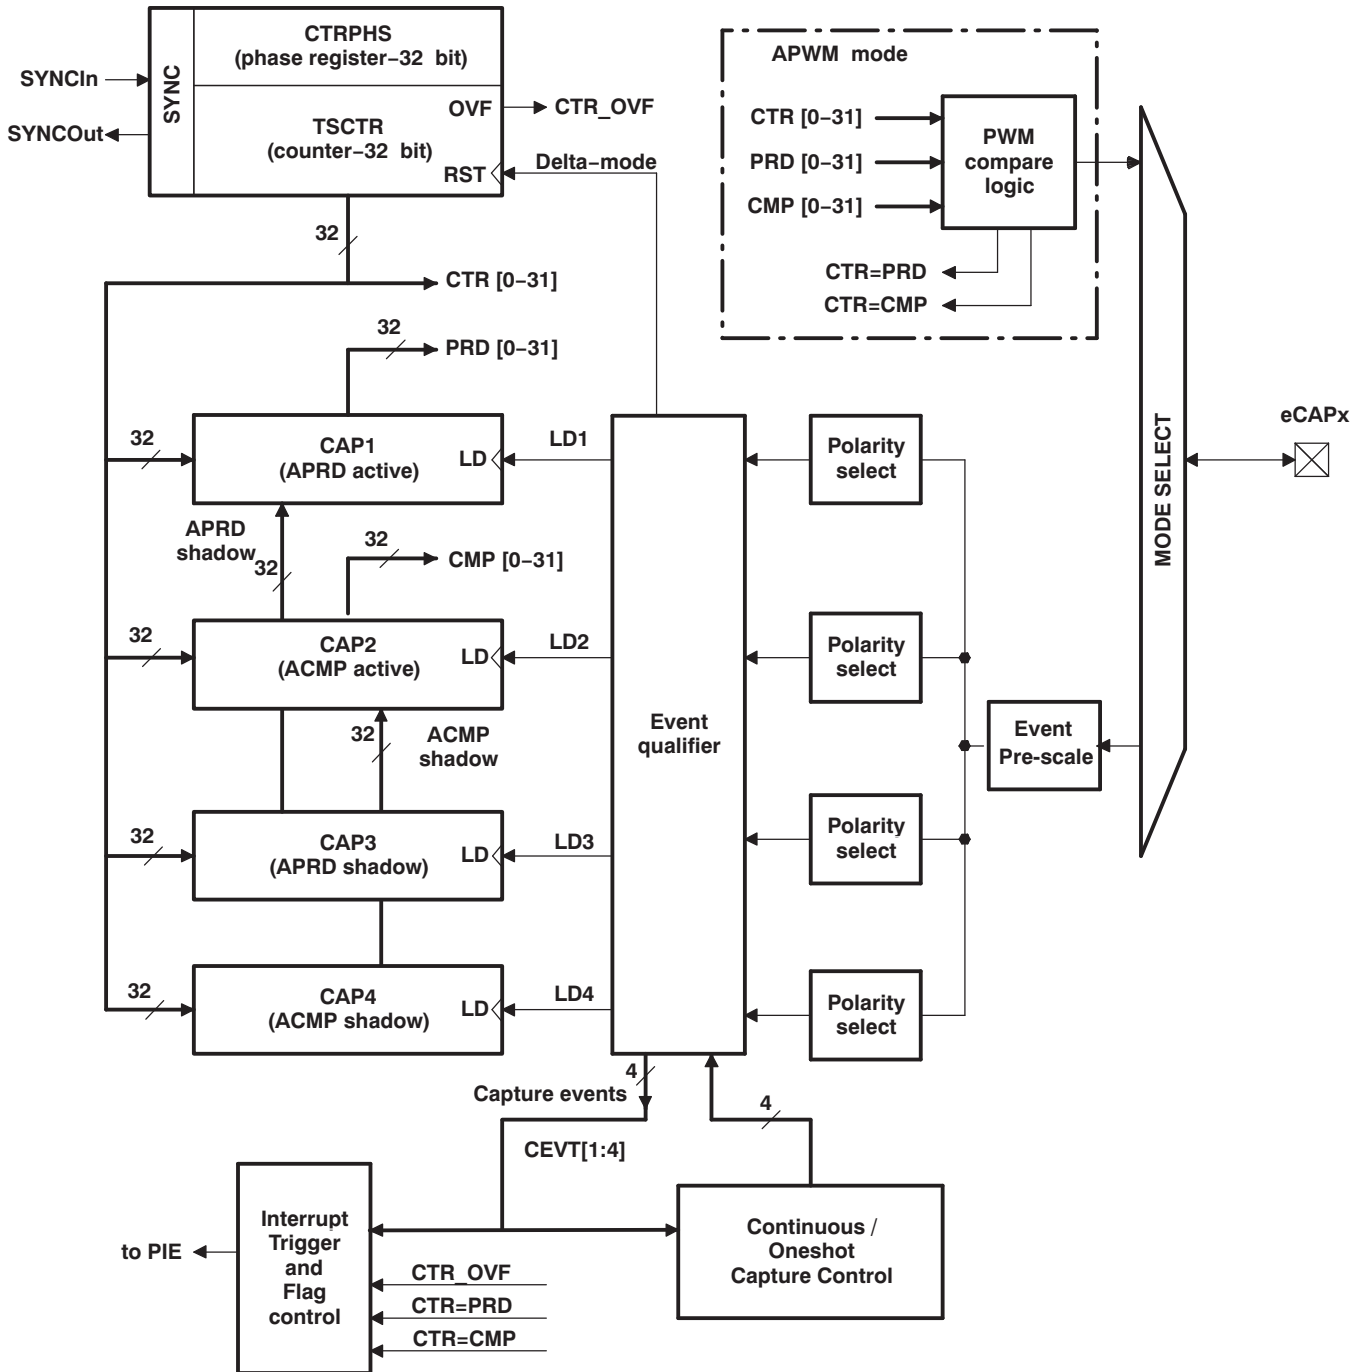 CTRPHS
(phase register−32 bit)
SYNC
SYNCIn
SYNCOut
OVF
CTR_OVF
TSCTR
(counter−32 bit)
RST
Delta−mode
32
CTR [0−31]
32
PRD [0−31]
APWM mode
CTR [0−31]
PRD [0−31]
CMP [0−31]
PWM
compare
logic
CTR=PRD
CTR=CMP
MODE SELECT
eCAPx
32
CAP1
(APRD active)
LD
LD1
Polarity
select
APRD
shadow
32
32
CMP [0−31]
32
CAP2
(ACMP active)
LD
LD2
Polarity
select
32
ACMP
shadow
Event
qualifier
Event
Pre-scale
32
CAP3
(APRD shadow)
LD
LD3
Polarity
select
32
CAP4
(ACMP shadow)
LD
LD4
Polarity
select
4
Capture events
4
CEVT[1:4]
to PIE
Interrupt
Trigger
and
Flag
control
CTR_OVF
CTR=PRD
CTR=CMP
Continuous /
Oneshot
Capture Control